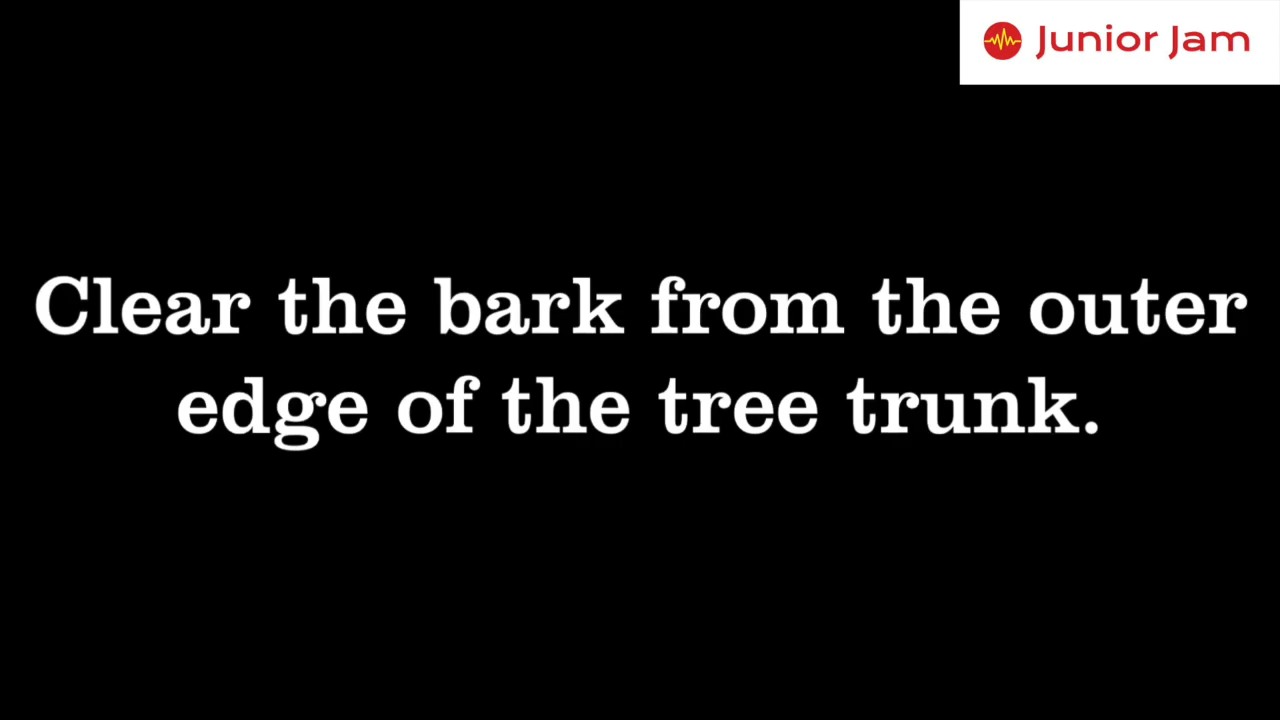 Junior Jam
Clear the bark from the outer
edge of the tree trunk.